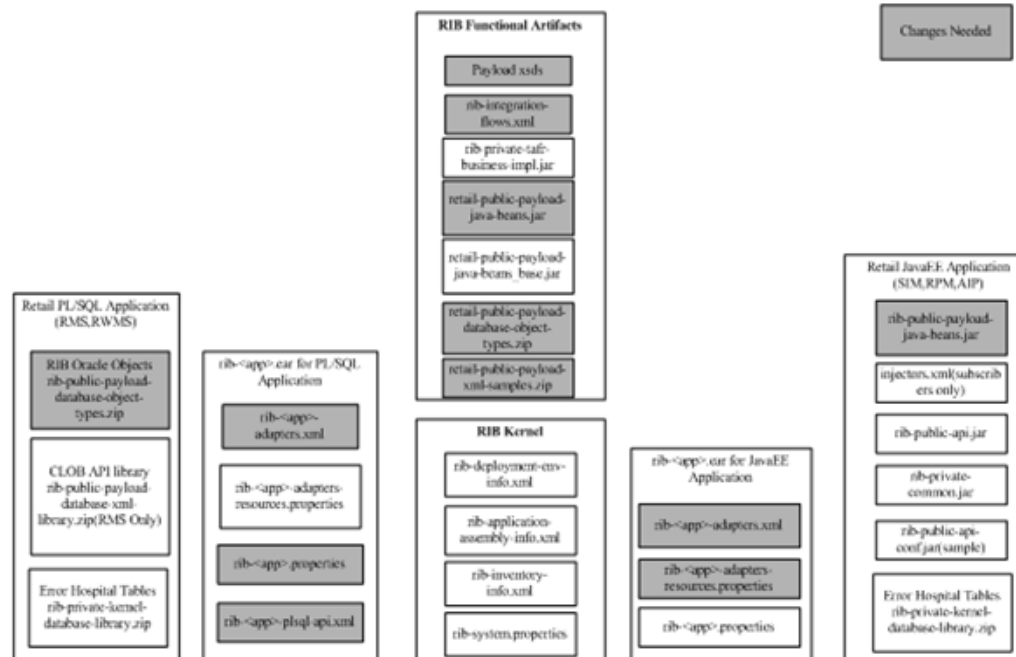 RIB Functional Artifacts
Payload xsds
rib-integration-
flows.xml
rib-private-tafr-
business-impl.jar
retail-public-payload-
java-beans.jar
retail-public-payload-
java-beans_base.jar
retail-public-payload-
database-object-
types.zip
retail-public-payload-
xml-samples.zip
Changes Needed
Retail PL/SQL Application
(RMS,RWMS)
RIB Oracle Objects
rib-public-payload-
database-object-
types.zip
CLOB API library
rib-public-payload-
database-xml-
library.zip(RMS Only)
Error Hospital Tables
rib-private-kernel-
database-library.zip
rib-<app>.ear for PL/SQL
Application
rib-<app>-
adapters.xml
rib-<app>-adapters-
resources.properties
rib-<app>.properties
rib-<app>-plsql-api.xml
RIB Kernel
rib-deployment-env-
info.xml
rib-application-
assembly-info.xml
rib-inventory-
info.xml
rib-system.properties
rib-<app>.ear for JavaEE
Application
rib-<app>-adapters.xml
rib-<app>-adapters-
resources.properties
rib-<app>.properties
Retail JavaEE Application
(SIM,RPM,AIP)
rib-public-payload-
java-beans.jar
injectors.xml(subscrib
ers only)
rib-public-api.jar
rib-private-
common.jar
rib-public-api-
conf.jar(sample)
Error Hospital Tables
rib-private-kernel-
database-library.zip